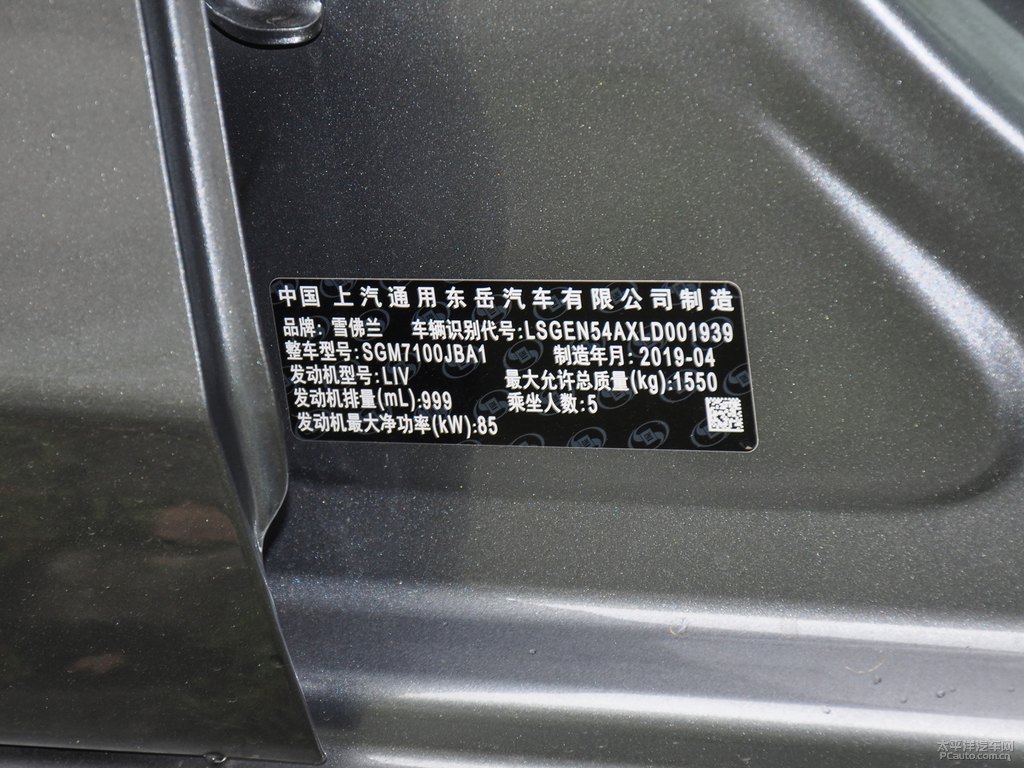 中国 上汽通用东岳汽车有限公司制造
品牌: 雪佛兰 车辆识别代号:LSGEN54AXLD001939
整车型号:SGM7100JBA1 制造年月: 2019-04
发动机型号:LIV 最大允许总质量(kg):1550
发动机排量(mL):999 乘坐人数:5
发动机最大净功率(kW):85
太平洋汽车网
PCauto.com.cn